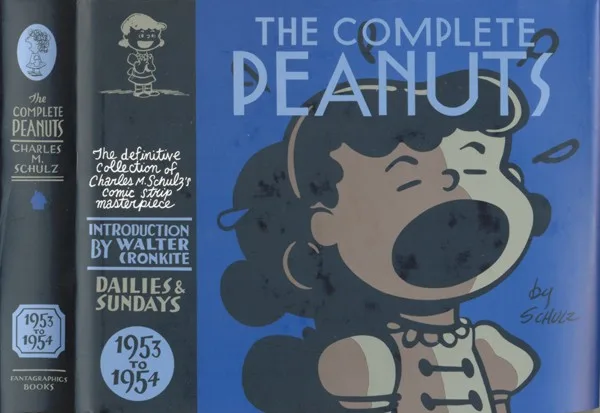 The
COMPLETE
PEANUTS
CHARLES
M.
SCHULZ
1953
TO
1954
FANTAGRAPHICS
BOOKS
The definitive
collection of
Charles M. Schulz's
comic strip
masterpiece
INTRODUCTION
BY WALTER
CRONKITE
DAILIES &
SUNDAYS
1953
TO
1954
THE COMPLETE
PEANUTS
by
SCHULZ